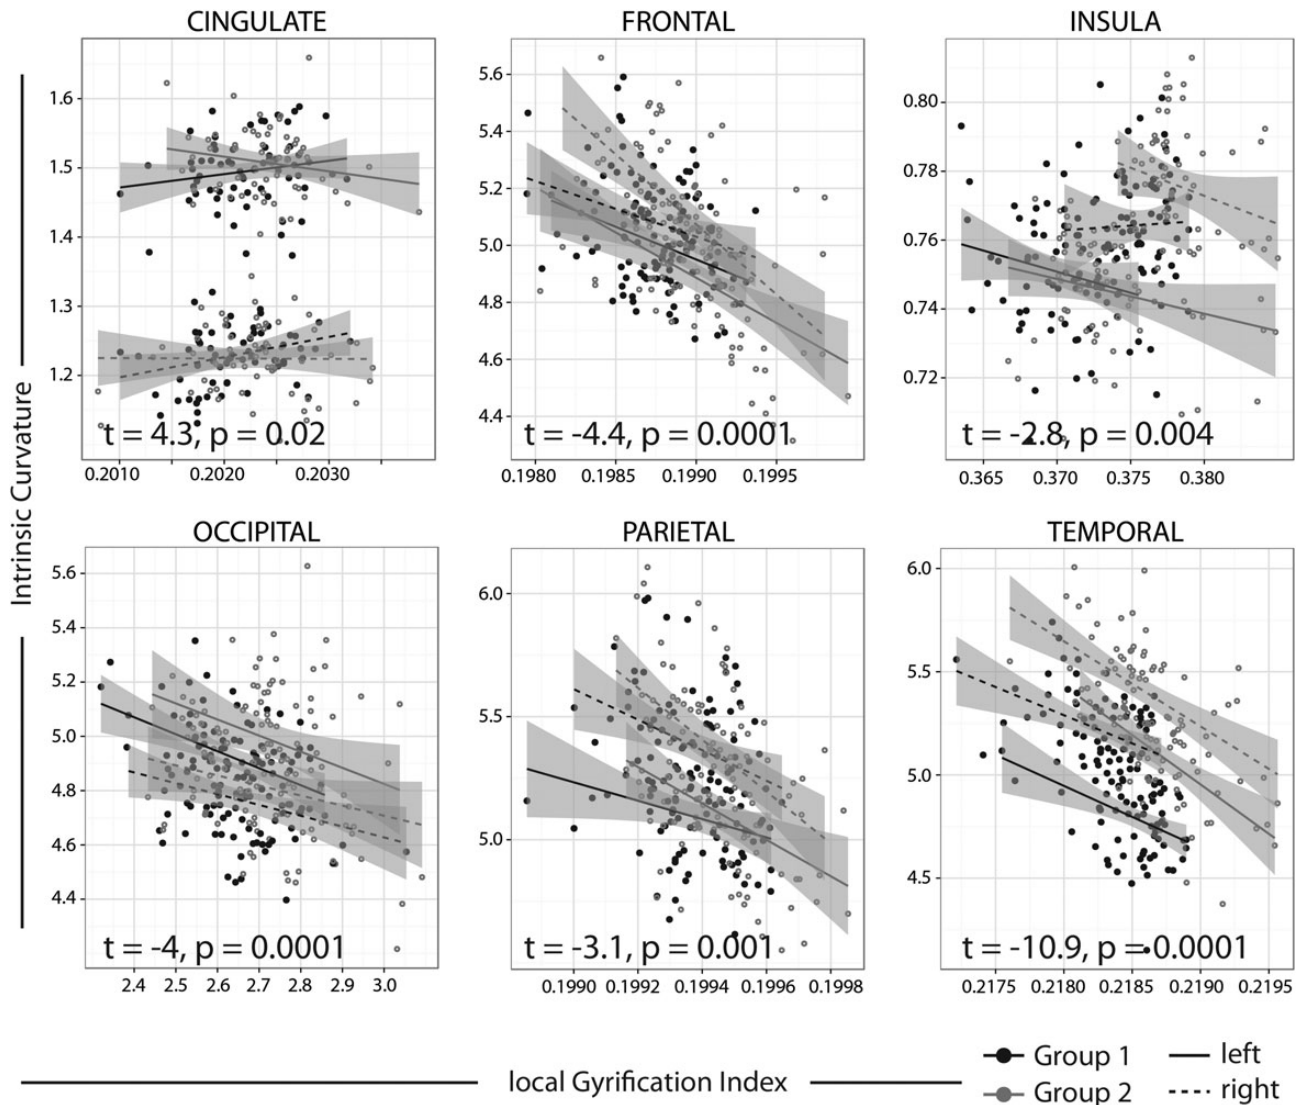 CINGULATE FRONTAL INSULA
1.6 5.6 0.80
1.5 5.4 0.78
1.4 5.2 0.76
1.3 5.0 0.74
1.2 4.8 0.72
4.6
4.4
t = 4.3, p = 0.02 t = -4.4, p = 0.0001 t = -2.8, p = 0.004
0.2010 0.2020 0.2030 0.1980 0.1985 0.1990 0.1995 0.365 0.370 0.375 0.380
Intrinsic Curvature
OCCIPITAL PARIETAL TEMPORAL
5.6 6.0 6.0
5.4 5.5 5.5
5.2 5.0 5.0
5.0 4.5
4.8
4.6
4.4
t = -4, p = 0.0001 t = -3.1, p = 0.001 t = -10.9, p = 0.0001
2.4 2.5 2.6 2.7 2.8 2.9 3.0 0.1990 0.1992 0.1994 0.1996 0.1998 0.2175 0.2180 0.2185 0.2190 0.2195
local Gyrification Index
Group 1 left
Group 2 right